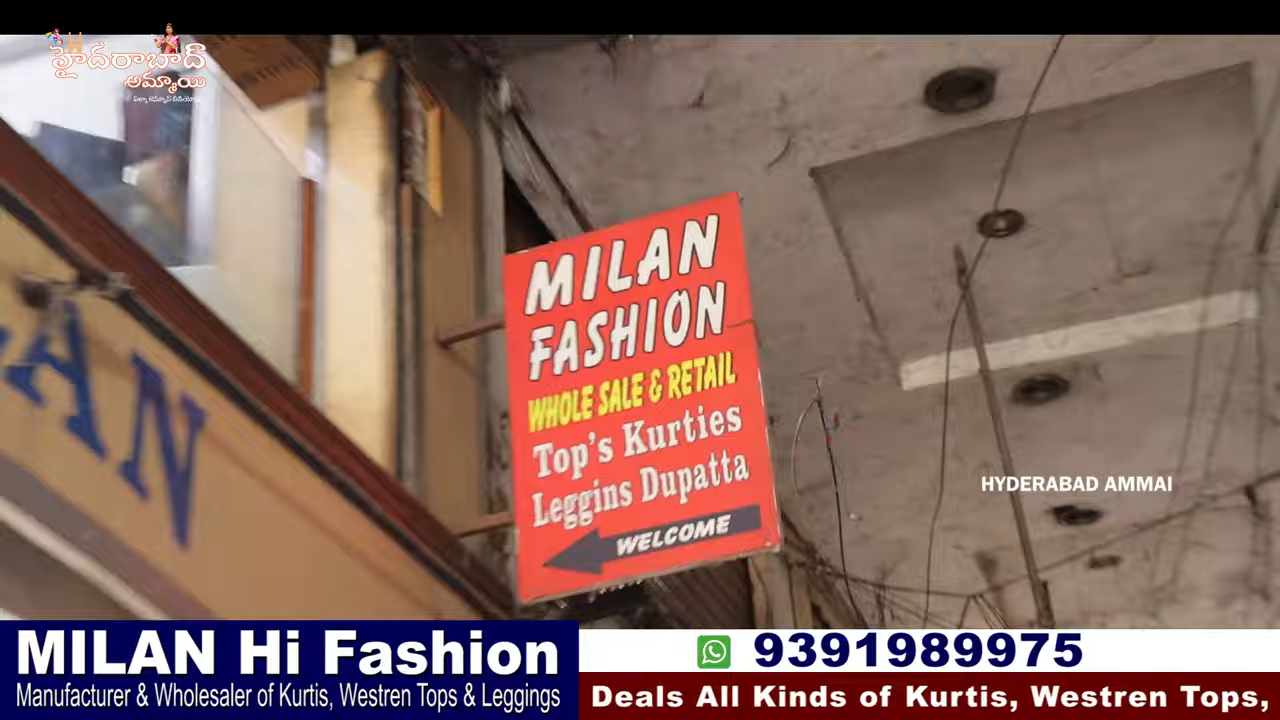 హైదరాబాద్
అమ్మాయి
MILAN
FASHION
WHOLE SALE & RETAIL
Top's Kurties
Leggins Dupatta
WELCOME
AN
HYDERABAD AMMAI
MILAN Hi Fashion
Manufacturer & Wholesaler of Kurtis, Westren Tops & Leggings
9391989975
Deals All Kinds of Kurtis, Westren Tops,